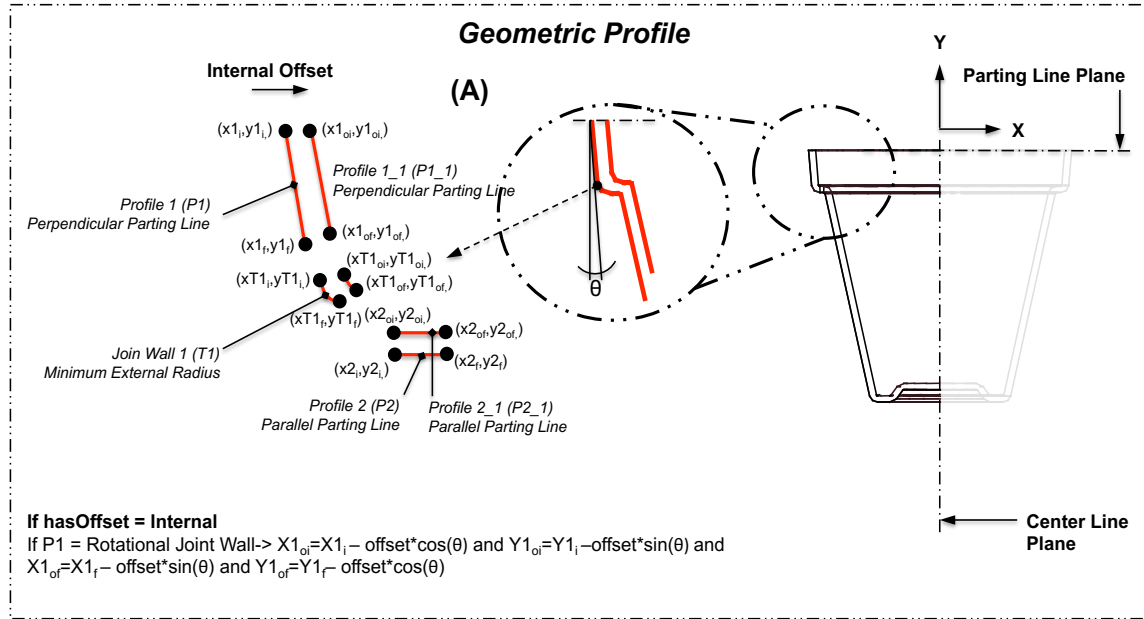 Geometric Profile
Internal Offset
(A)
Y
X
Parting Line Plane
(x1i,y1i,)
(x1oi,y1oi,)
Profile 1_1 (P1_1)
Perpendicular Parting Line
Profile 1 (P1)
Perpendicular Parting Line
(x1f,y1f)
(x1of,y1of,)
(xT1oi,yT1oi,)
(xT1i,yT1i,)
(xT1of,yT1of,)
(xT1f,yT1f)
(x2oi,y2oi,)
(x2of,y2of,)
θ
Join Wall 1 (T1)
Minimum External Radius
(x2i,y2i,)
(x2f,y2f)
Profile 2 (P2)
Parallel Parting Line
Profile 2_1 (P2_1)
Parallel Parting Line
Center Line
Plane
If hasOffset = Internal
If P1 = Rotational Joint Wall-> X1oi=X1i – offset*cos(θ) and Y1oi=Y1i –offset*sin(θ) and
X1of=X1f – offset*sin(θ) and Y1of=Y1f– offset*cos(θ)